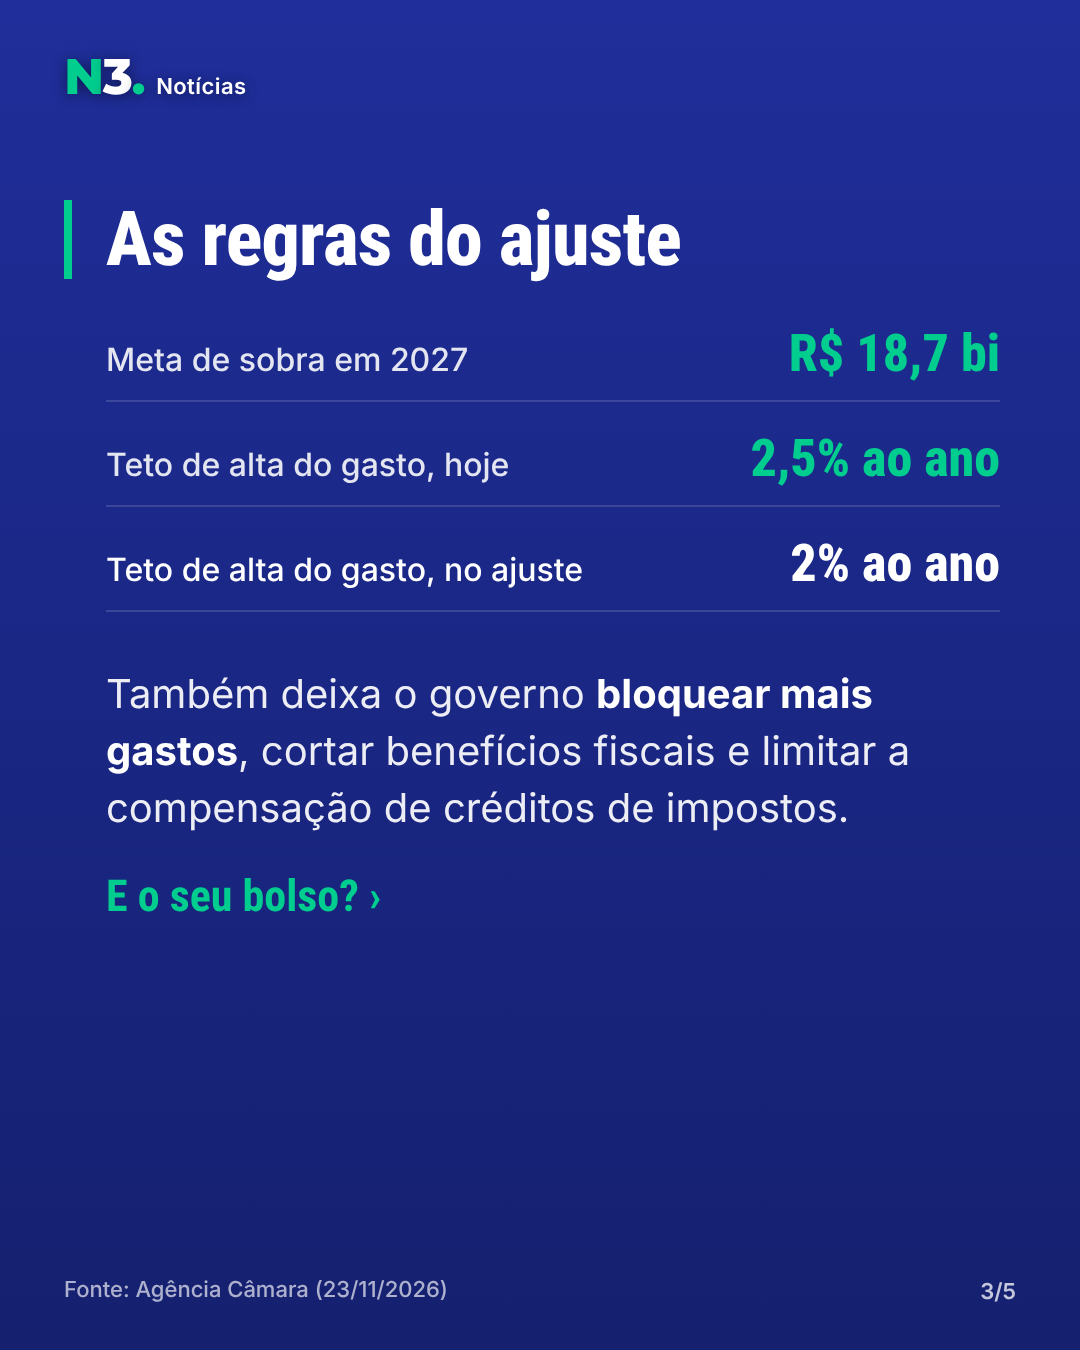 N3. Notícias
As regras do ajuste
Meta de sobra em 2027 R$ 18,7 bi
Teto de alta do gasto, hoje 2,5% ao ano
Teto de alta do gasto, no ajuste 2% ao ano
Também deixa o governo bloquear mais
gastos, cortar benefícios fiscais e limitar a
compensação de créditos de impostos.
E o seu bolso? ›
Fonte: Agência Câmara (23/11/2026) 3/5